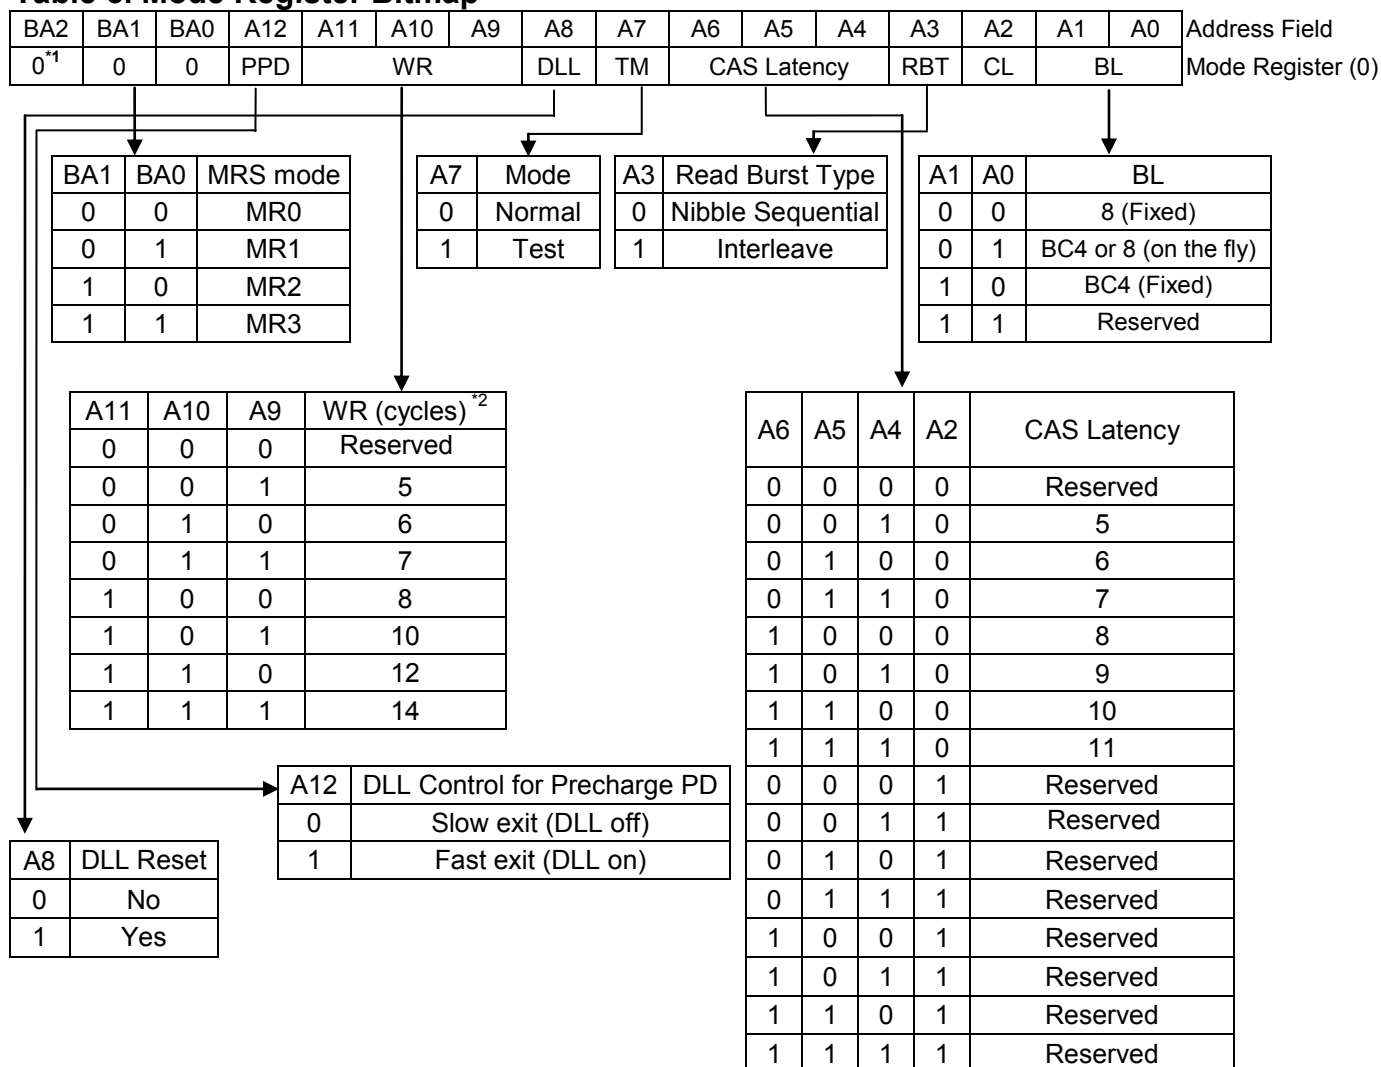 BA2 BA1 BA0 A12 A11 A10 A9 A8 A7 A6 A5 A4 A3 A2 A1 A0 Address Field
0*1 0 0 PPD WR DLL TM CAS Latency RBT CL BL Mode Register (0)
BA1 BA0 MRS mode
0 0 MR0
0 1 MR1
1 0 MR2
1 1 MR3
A7 Mode
0 Normal
1 Test
A3 Read Burst Type
0 Nibble Sequential
1 Interleave
A1 A0 BL
0 0 8 (Fixed)
0 1 BC4 or 8 (on the fly)
1 0 BC4 (Fixed)
1 1 Reserved
A11 A10 A9 WR (cycles) *2
0 0 0 Reserved
0 0 1 5
0 1 0 6
0 1 1 7
1 0 0 8
1 0 1 10
1 1 0 12
1 1 1 14
A6 A5 A4 A2 CAS Latency
0 0 0 0 Reserved
0 0 1 0 5
0 1 0 0 6
0 1 1 0 7
1 0 0 0 8
1 0 1 0 9
1 1 0 0 10
1 1 1 0 11
0 0 0 1 Reserved
0 0 1 1 Reserved
0 1 0 1 Reserved
0 1 1 1 Reserved
1 0 0 1 Reserved
1 0 1 1 Reserved
1 1 0 1 Reserved
1 1 1 1 Reserved
A12 DLL Control for Precharge PD
0 Slow exit (DLL off)
1 Fast exit (DLL on)
A8 DLL Reset
0 No
1 Yes